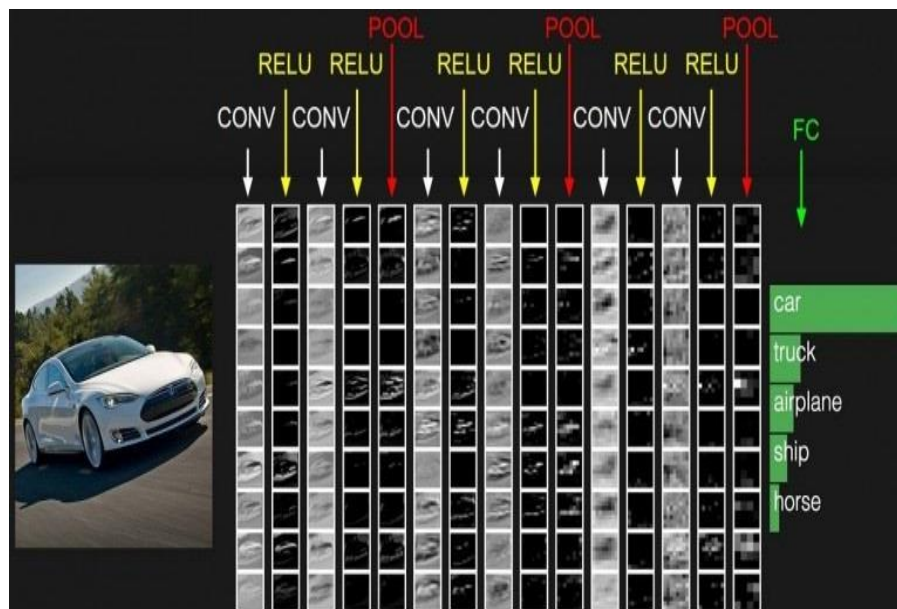 POOL POOL POOL
RELU RELU RELU RELU RELU RELU
CONV CONV CONV CONV CONV CONV
FC
car
truck
airplane
ship
horse